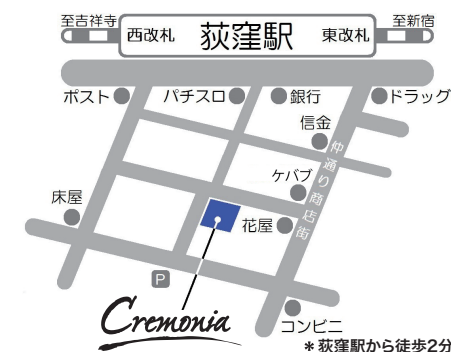 至吉祥寺
至新宿
西改札
荻窪駅
東改札
ポスト
パチスロ
銀行
ドラッグ
信金
仲通り商店街
ケバブ
床屋
花屋
P
Cremonia
コンビニ
＊荻窪駅から徒歩2分